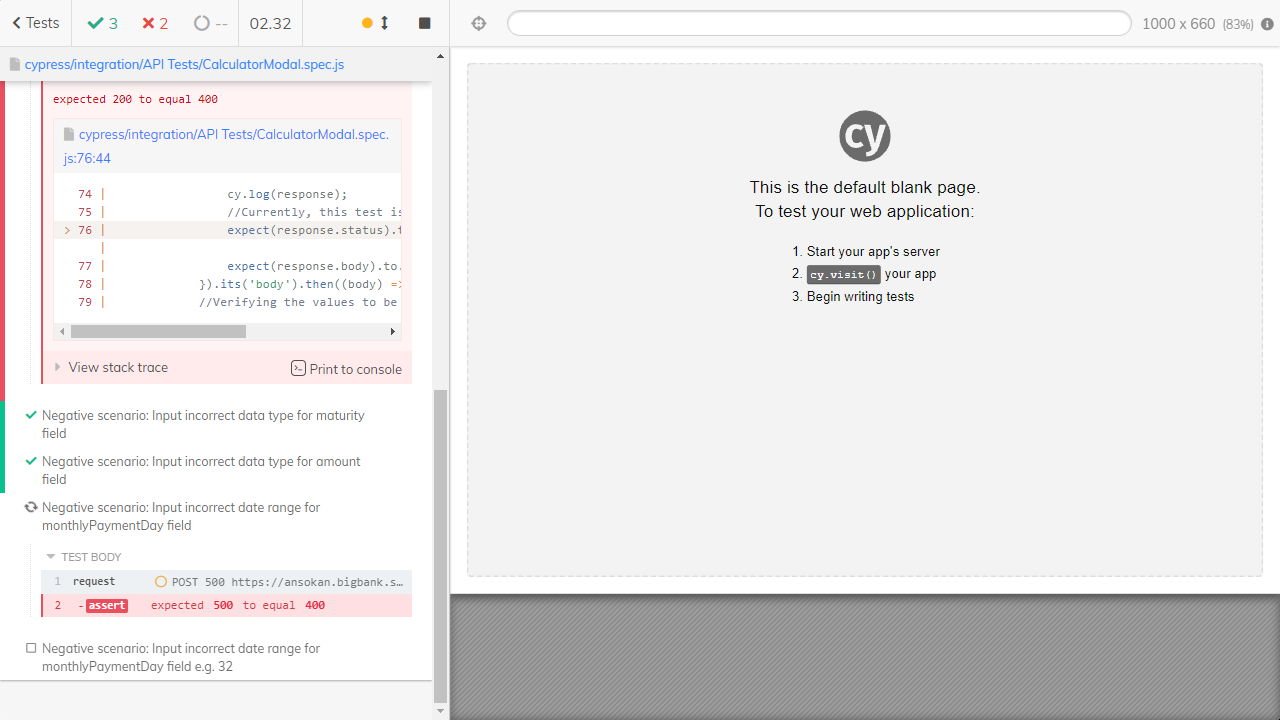 Tests
3
2
--
02.32
1000 x 660 (83%)
cypress/integration/API Tests/CalculatorModal.spec.js
expected 200 to equal 400
cypress/integration/API Tests/CalculatorModal.spec.
js:76:44
74 | cy.log(response);
75 | //Currently, this test is
> 76 | expect(response.status).t
|
77 | expect(response.body).to.
78 | }).its('body').then((body) =>
79 | //Verifying the values to be
View stack trace
Print to console
Negative scenario: Input incorrect data type for maturity
field
Negative scenario: Input incorrect data type for amount
field
Negative scenario: Input incorrect date range for
monthlyPaymentDay field
TEST BODY
1 request POST 500 https://ansokan.bigbank.s…
2 -assert expected 500 to equal 400
Negative scenario: Input incorrect date range for
monthlyPaymentDay field e.g. 32
cy
This is the default blank page.
To test your web application:
1. Start your app's server
2. cy.visit() your app
3. Begin writing tests